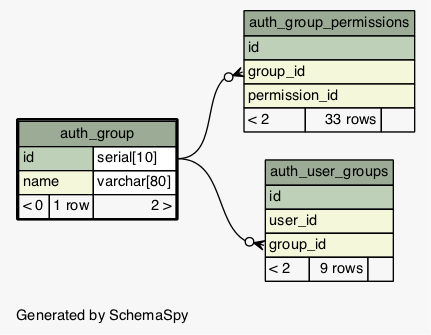 auth_group_permissions
id
group_id
permission_id
< 2 33 rows
auth_group
id serial[10]
name varchar[80]
< 0 1 row 2 >
auth_user_groups
id
user_id
group_id
< 2 9 rows
Generated by SchemaSpy